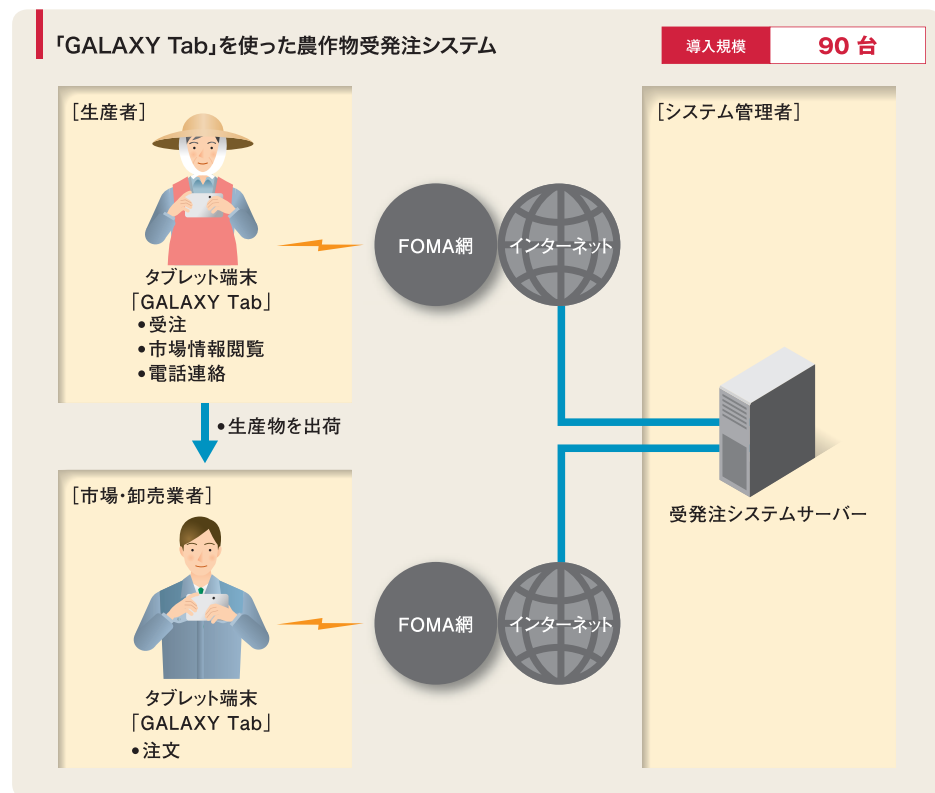 「GALAXY Tab」を使った農作物受発注システム
導入規模
90 台
[生産者]
タブレット端末
「GALAXY Tab」
•受注
•市場情報閲覧
•電話連絡
FOMA網
インターネット
[システム管理者]
受発注システムサーバー
•生産物を出荷
[市場・卸売業者]
タブレット端末
「GALAXY Tab」
•注文
FOMA網
インターネット